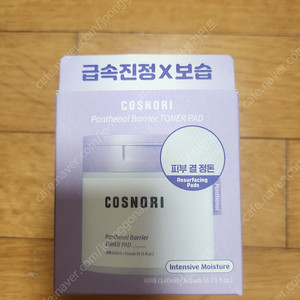 급속진정X보습
COSNORI
Panthenol Barrier TONER PAD
피부 결 정돈
Resurfacing
Pads
Panthenol
COSNORI
Panthenol Barrier
TONER PAD
Intensive Moisture